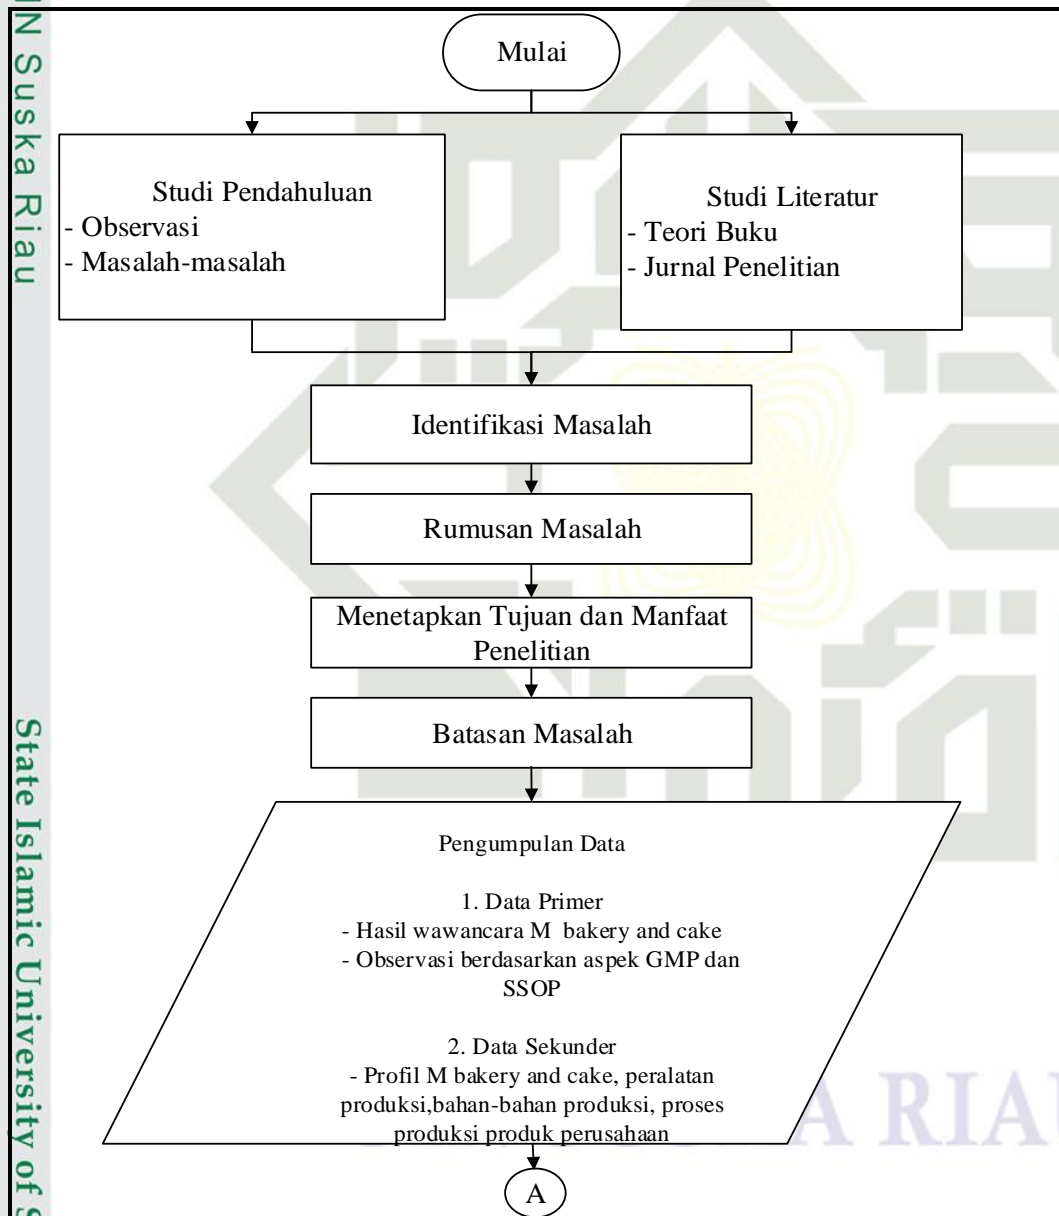 Mulai
Studi Pendahuluan
- Observasi
- Masalah-masalah
Studi Literatur
- Teori Buku
- Jurnal Penelitian
Identifikasi Masalah
Rumusan Masalah
Menetapkan Tujuan dan Manfaat
Penelitian
Batasan Masalah
Pengumpulan Data
1. Data Primer
- Hasil wawancara M bakery and cake
- Observasi berdasarkan aspek GMP dan
SSOP
2. Data Sekunder
- Profil M bakery and cake, peralatan
produksi,bahan-bahan produksi, proses
produksi produk perusahaan
A
N Suska Riau
State Islamic University of S
A RIAU